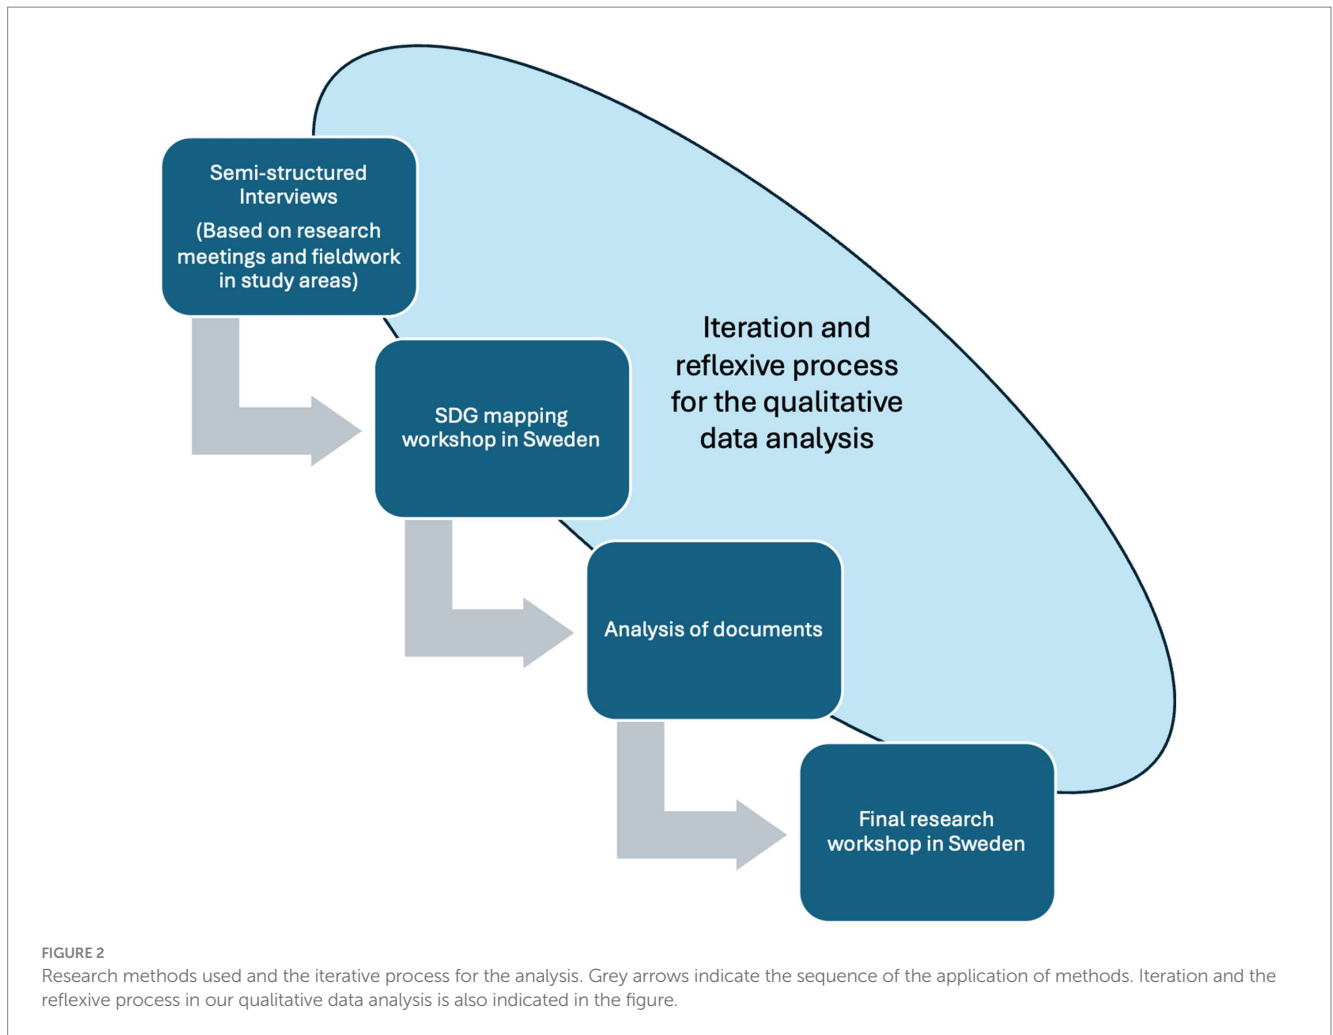 Semi-structured
Interviews
(Based on research
meetings and fieldwork
in study areas)
Iteration and
reflexive process
for the qualitative
data analysis
SDG mapping
workshop in Sweden
Analysis of documents
Final research
workshop in Sweden
FIGURE 2
Research methods used and the iterative process for the analysis. Grey arrows indicate the sequence of the application of methods. Iteration and the
reflexive process in our qualitative data analysis is also indicated in the figure.